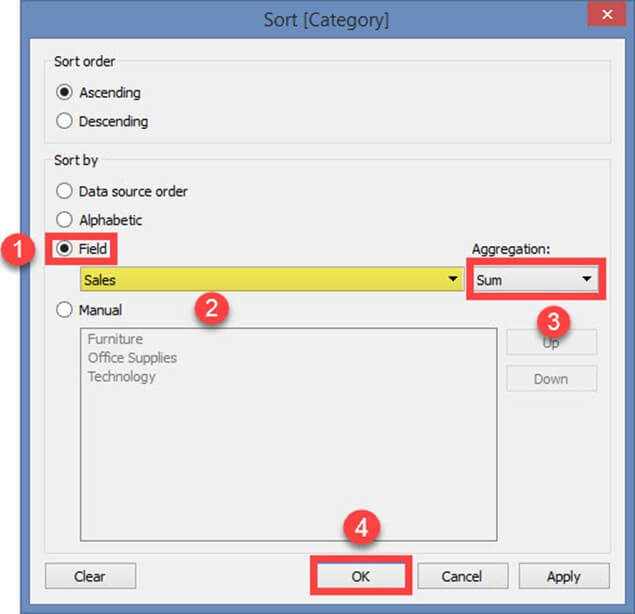 Sort [Category]
Sort order
Ascending
Descending
Sort by
Data source order
Alphabetic
1 Field
Aggregation:
Sales
Sum
2
3
Manual
Furniture
Office Supplies
Technology
Up
Down
4
Clear
OK
Cancel
Apply